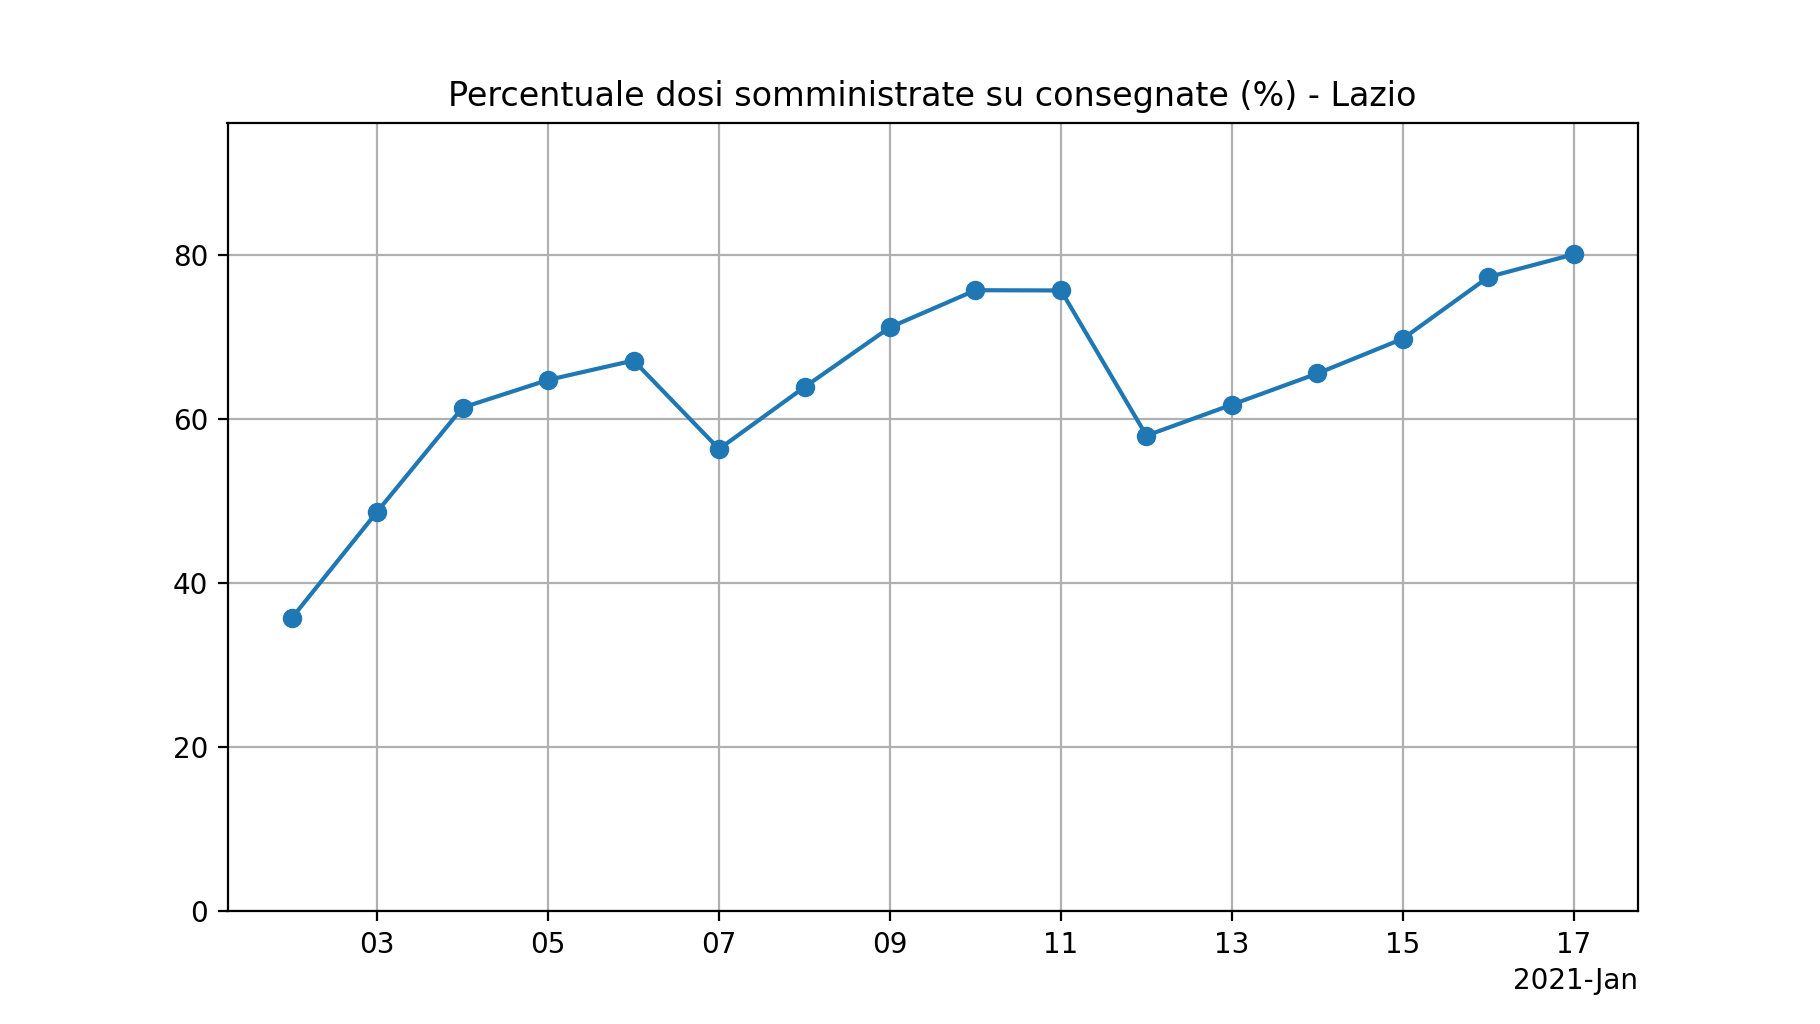 Percentuale dosi somministrate su consegnate (%) - Lazio
80
60
40
20
0
03 05 07 09 11 13 15 17
2021-Jan